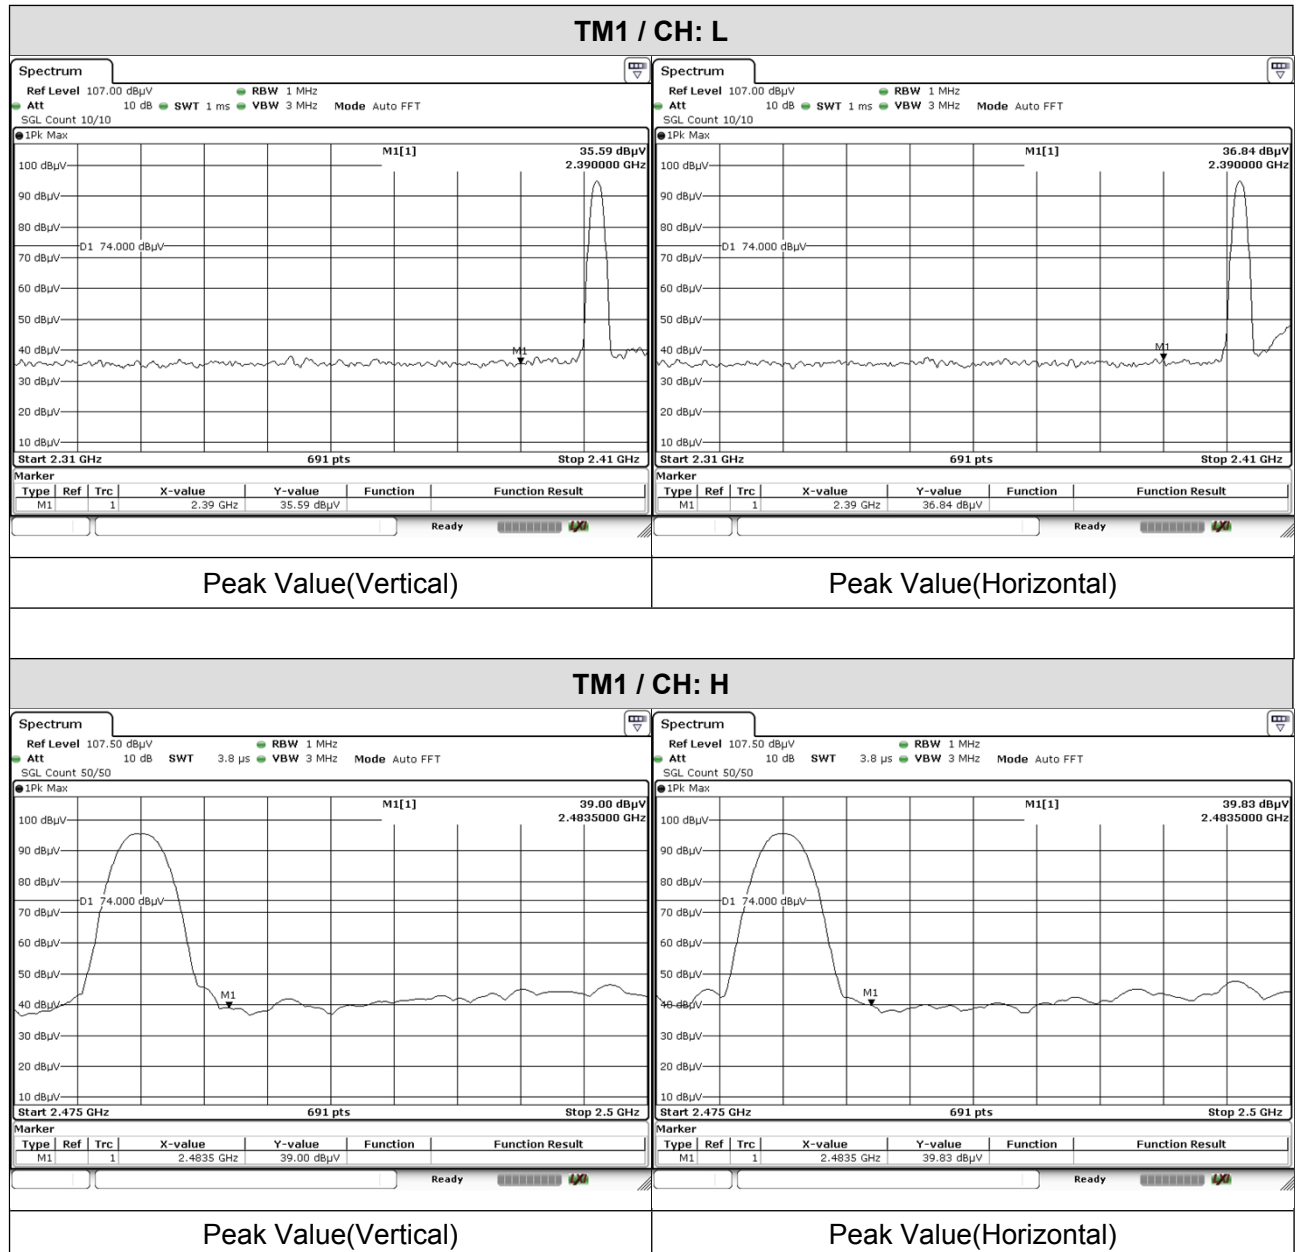 TM1 / CH: L
Spectrum
Ref Level 107.00 dBµV RBW 1 MHz
Att 10 dB SWT 1 ms VBW 3 MHz Mode Auto FFT
SGL Count 10/10
1Pk Max
M1[1] 35.59 dBµV
2.390000 GHz
100 dBµV
90 dBµV
80 dBµV
D1 74.000 dBµV
70 dBµV
60 dBµV
50 dBµV
40 dBµV
M1
30 dBµV
20 dBµV
10 dBµV
Start 2.31 GHz 691 pts Stop 2.41 GHz
Marker
Type Ref Trc X-value Y-value Function Function Result
M1 1 2.39 GHz 35.59 dBµV
Ready LXI
Peak Value(Vertical)
Spectrum
Ref Level 107.00 dBµV RBW 1 MHz
Att 10 dB SWT 1 ms VBW 3 MHz Mode Auto FFT
SGL Count 10/10
1Pk Max
M1[1] 36.84 dBµV
2.390000 GHz
100 dBµV
90 dBµV
80 dBµV
D1 74.000 dBµV
70 dBµV
60 dBµV
50 dBµV
40 dBµV
M1
30 dBµV
20 dBµV
10 dBµV
Start 2.31 GHz 691 pts Stop 2.41 GHz
Marker
Type Ref Trc X-value Y-value Function Function Result
M1 1 2.39 GHz 36.84 dBµV
Ready LXI
Peak Value(Horizontal)
TM1 / CH: H
Spectrum
Ref Level 107.50 dBµV RBW 1 MHz
Att 10 dB SWT 3.8 µs VBW 3 MHz Mode Auto FFT
SGL Count 50/50
1Pk Max
M1[1] 39.00 dBµV
2.4835000 GHz
100 dBµV
90 dBµV
80 dBµV
D1 74.000 dBµV
70 dBµV
60 dBµV
50 dBµV
M1
40 dBµV
30 dBµV
20 dBµV
10 dBµV
Start 2.475 GHz 691 pts Stop 2.5 GHz
Marker
Type Ref Trc X-value Y-value Function Function Result
M1 1 2.4835 GHz 39.00 dBµV
Ready LXI
Peak Value(Vertical)
Spectrum
Ref Level 107.50 dBµV RBW 1 MHz
Att 10 dB SWT 3.8 µs VBW 3 MHz Mode Auto FFT
SGL Count 50/50
1Pk Max
M1[1] 39.83 dBµV
2.4835000 GHz
100 dBµV
90 dBµV
80 dBµV
D1 74.000 dBµV
70 dBµV
60 dBµV
50 dBµV
M1
40 dBµV
30 dBµV
20 dBµV
10 dBµV
Start 2.475 GHz 691 pts Stop 2.5 GHz
Marker
Type Ref Trc X-value Y-value Function Function Result
M1 1 2.4835 GHz 39.83 dBµV
Ready LXI
Peak Value(Horizontal)